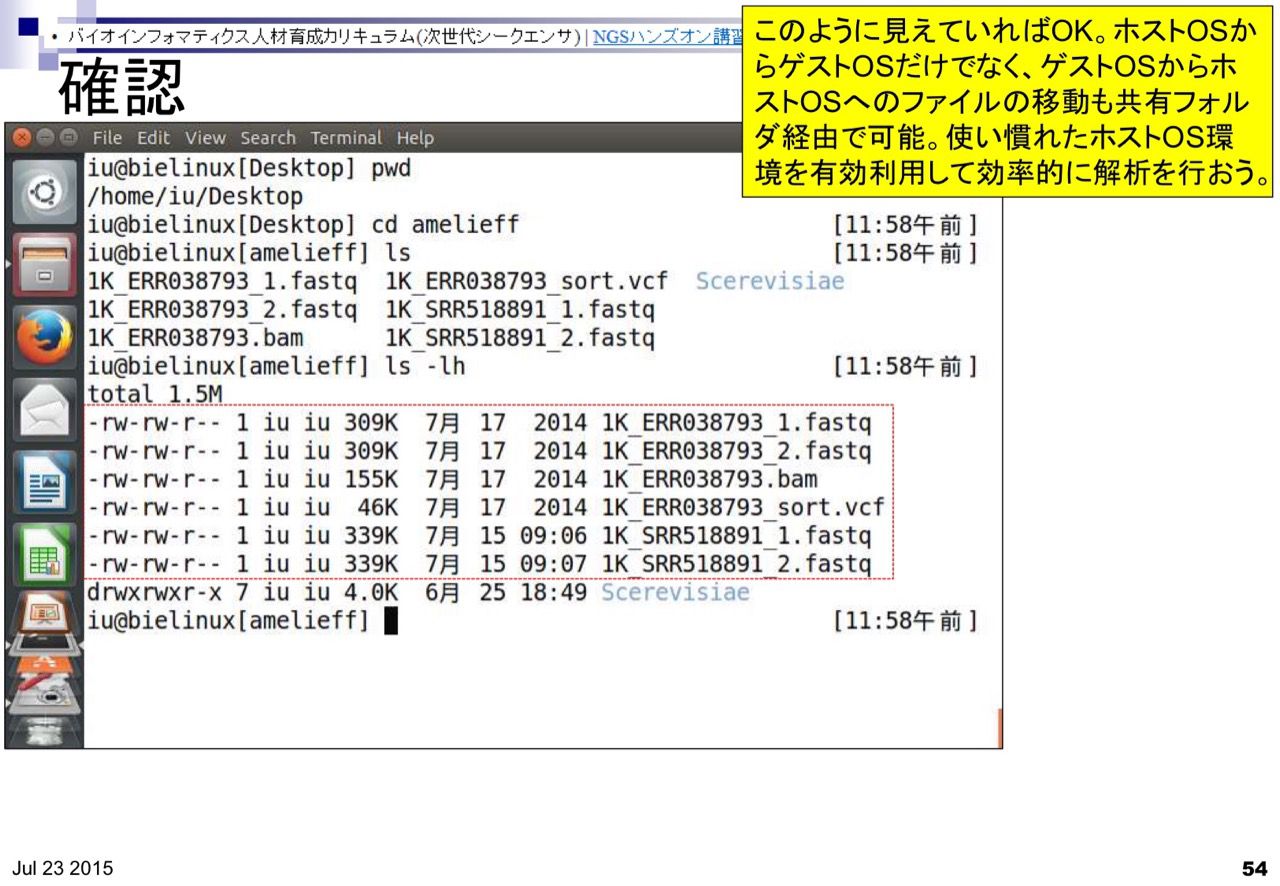 • バイオインフォマティクス人材育成カリキュラム(次世代シークエンサ) | NGSハンズオン講習
確認
このように見えていればOK。ホストOSか
らゲストOSだけでなく、ゲストOSからホ
ストOSへのファイルの移動も共有フォル
ダ経由で可能。使い慣れたホストOS環
境を有効利用して効率的に解析を行おう。
File Edit View Search Terminal Help
iu@bielinux[Desktop] pwd
/home/iu/Desktop
iu@bielinux[Desktop] cd amelieff [11:58午前]
iu@bielinux[amelieff] ls [11:58午前]
1K_ERR038793_1.fastq 1K_ERR038793_sort.vcf Scerevisiae
1K_ERR038793_2.fastq 1K_SRR518891_1.fastq
1K_ERR038793.bam 1K_SRR518891_2.fastq
iu@bielinux[amelieff] ls -lh [11:58午前]
total 1.5M
-rw-rw-r-- 1 iu iu 309K 7月 17 2014 1K_ERR038793_1.fastq
-rw-rw-r-- 1 iu iu 309K 7月 17 2014 1K_ERR038793_2.fastq
-rw-rw-r-- 1 iu iu 155K 7月 17 2014 1K_ERR038793.bam
-rw-rw-r-- 1 iu iu 46K 7月 17 2014 1K_ERR038793_sort.vcf
-rw-rw-r-- 1 iu iu 339K 7月 15 09:06 1K_SRR518891_1.fastq
-rw-rw-r-- 1 iu iu 339K 7月 15 09:07 1K_SRR518891_2.fastq
drwxrwxr-x 7 iu iu 4.0K 6月 25 18:49 Scerevisiae
iu@bielinux[amelieff] [11:58午前]
Jul 23 2015
54